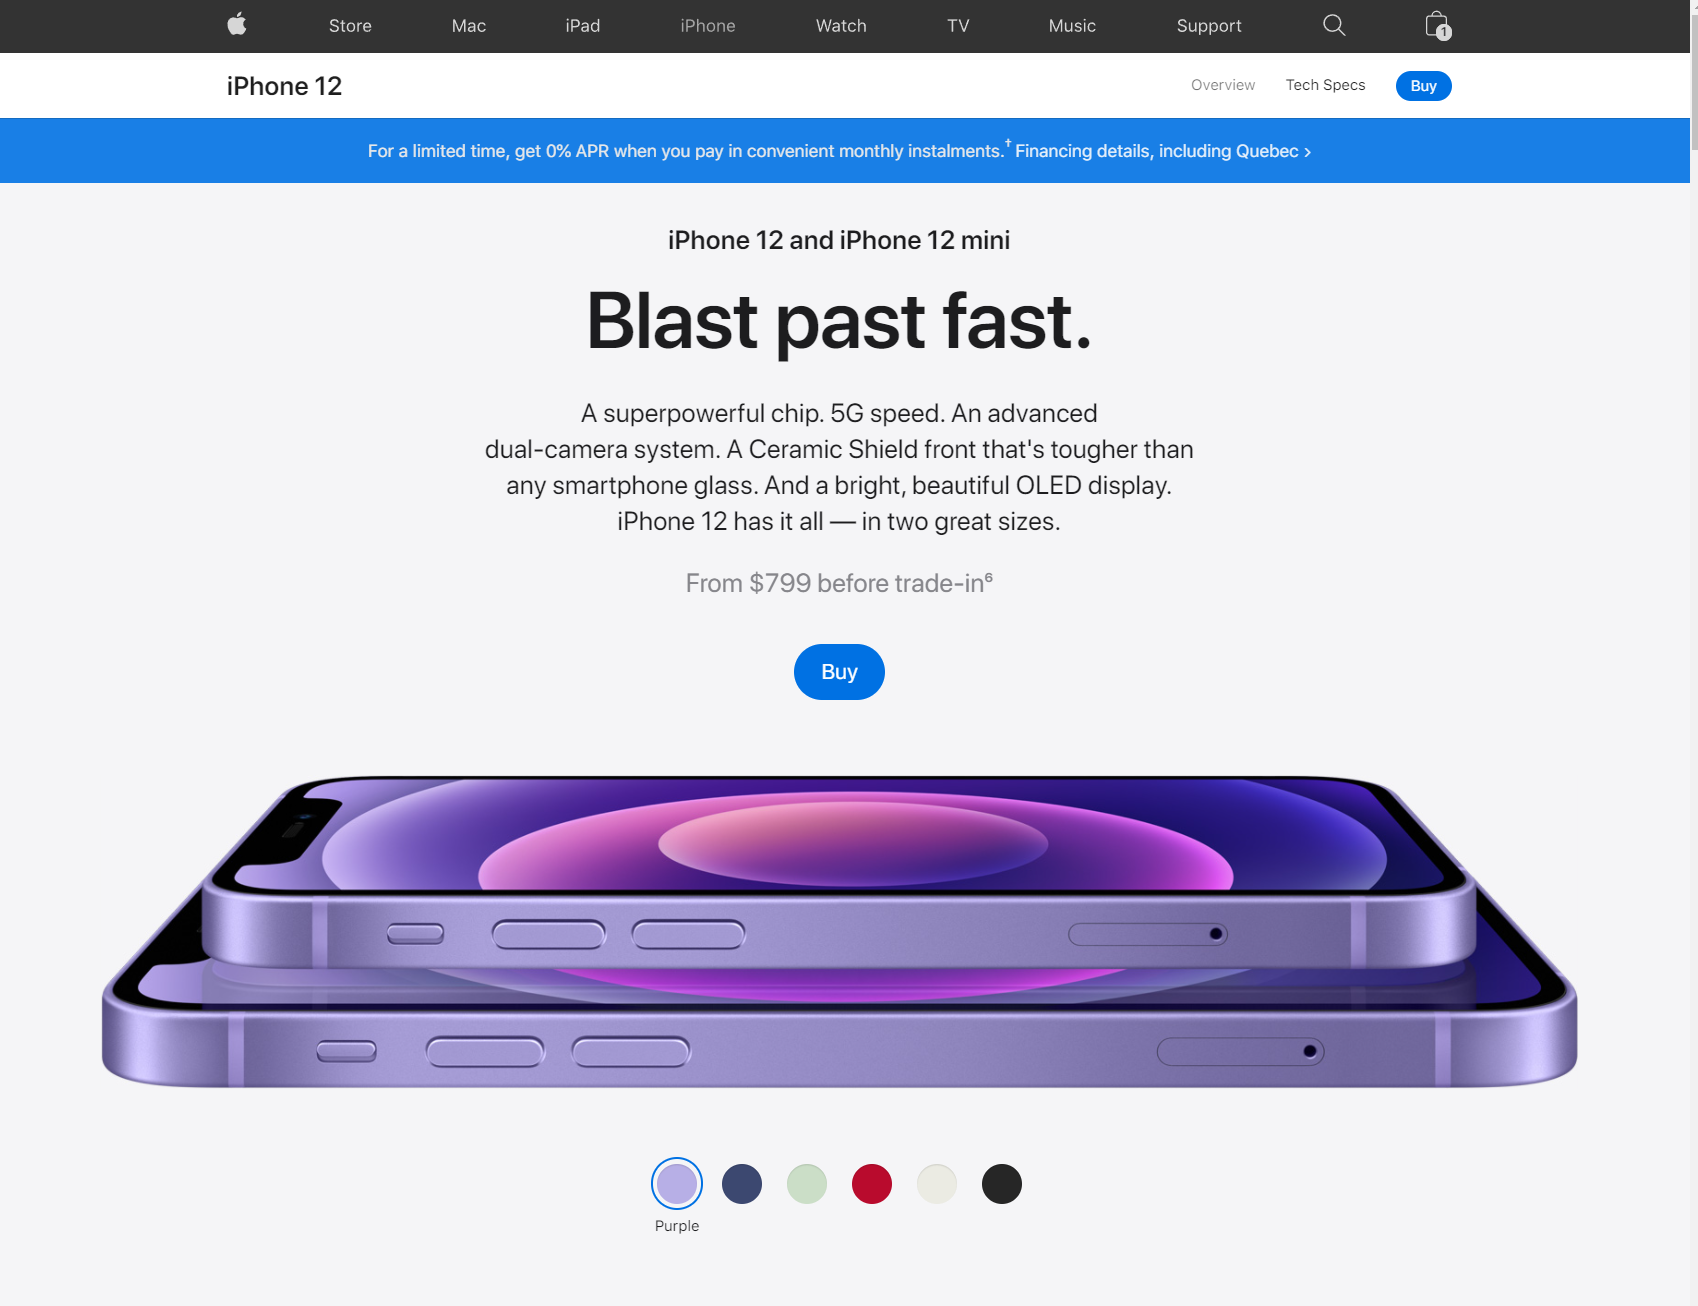 Store Mac iPad iPhone Watch TV Music Support 1
iPhone 12 Overview Tech Specs Buy
For a limited time, get 0% APR when you pay in convenient monthly instalments.† Financing details, including Quebec >
iPhone 12 and iPhone 12 mini
Blast past fast.
A superpowerful chip. 5G speed. An advanced
dual-camera system. A Ceramic Shield front that's tougher than
any smartphone glass. And a bright, beautiful OLED display.
iPhone 12 has it all — in two great sizes.
From $799 before trade-in⁶
Buy
Purple